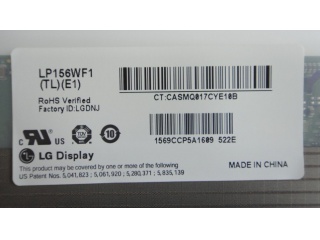 LP156WF1
(TL)(E1)
RoHS Verified
Factory ID:LGDNJ
CT:CASMQ017CYE10B
1569CCP5A1609 522E
LG Display
MADE IN CHINA
This product may be covered by one or more of the following:
US Patent Nos. 5,041,823 ; 5,061,920 ; 5,280,371 ; 5,835,139